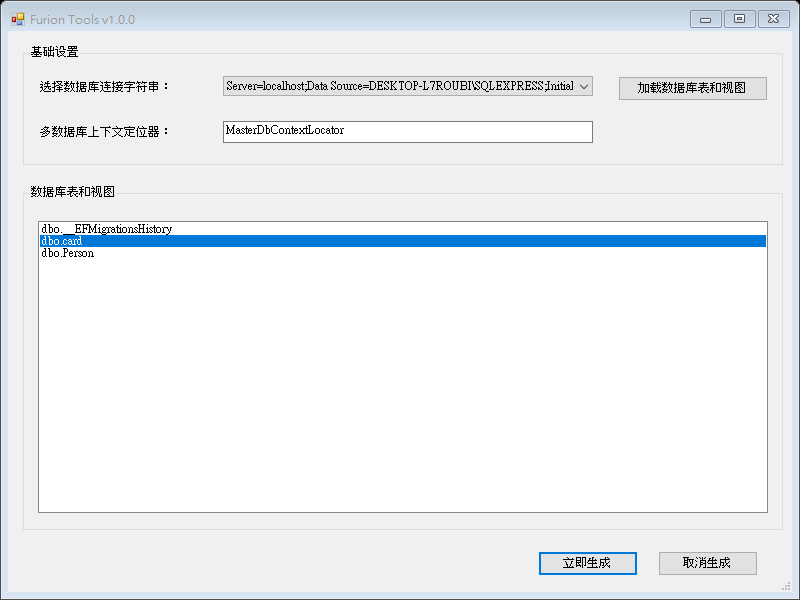 Furion Tools v1.0.0
基础设置
选择数据库连接字符串：
Server=localhost;Data Source=DESKTOP-L7ROUBI\SQLEXPRESS;Initial
加载数据库表和视图
多数据库上下文定位器：
MasterDbContextLocator
数据库表和视图
dbo.__EFMigrationsHistory
dbo.card
dbo.Person
立即生成
取消生成